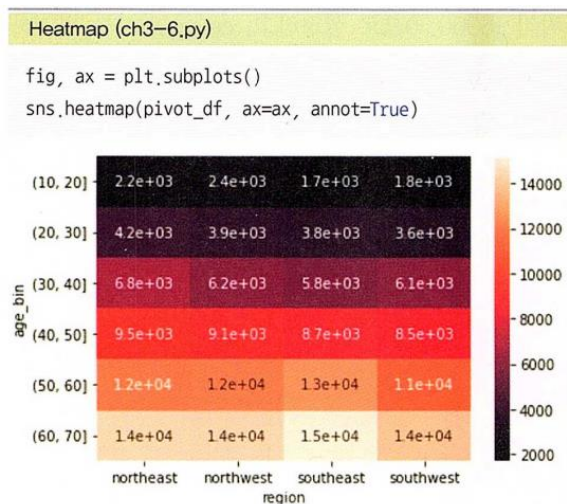 Heatmap (ch3-6.py)
fig, ax = plt.subplots()
sns.heatmap(pivot_df, ax=ax, annot=True)
(10, 20] 2.2e+03 2.4e+03 1.7e+03 1.8e+03
(20, 30] 4.2e+03 3.9e+03 3.8e+03 3.6e+03
(30, 40] 6.8e+03 6.2e+03 5.8e+03 6.1e+03
(40, 50] 9.5e+03 9.1e+03 8.7e+03 8.5e+03
(50, 60] 1.2e+04 1.2e+04 1.3e+04 1.1e+04
(60, 70] 1.4e+04 1.4e+04 1.5e+04 1.4e+04
age_bin
northeast northwest southeast southwest
region
14000
12000
10000
8000
6000
4000
2000